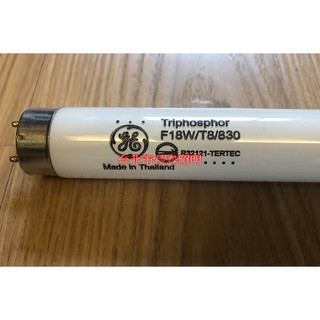 Triphosphor
F18W/T8/830
GE
R32121-TERTEC
Made in Thailand